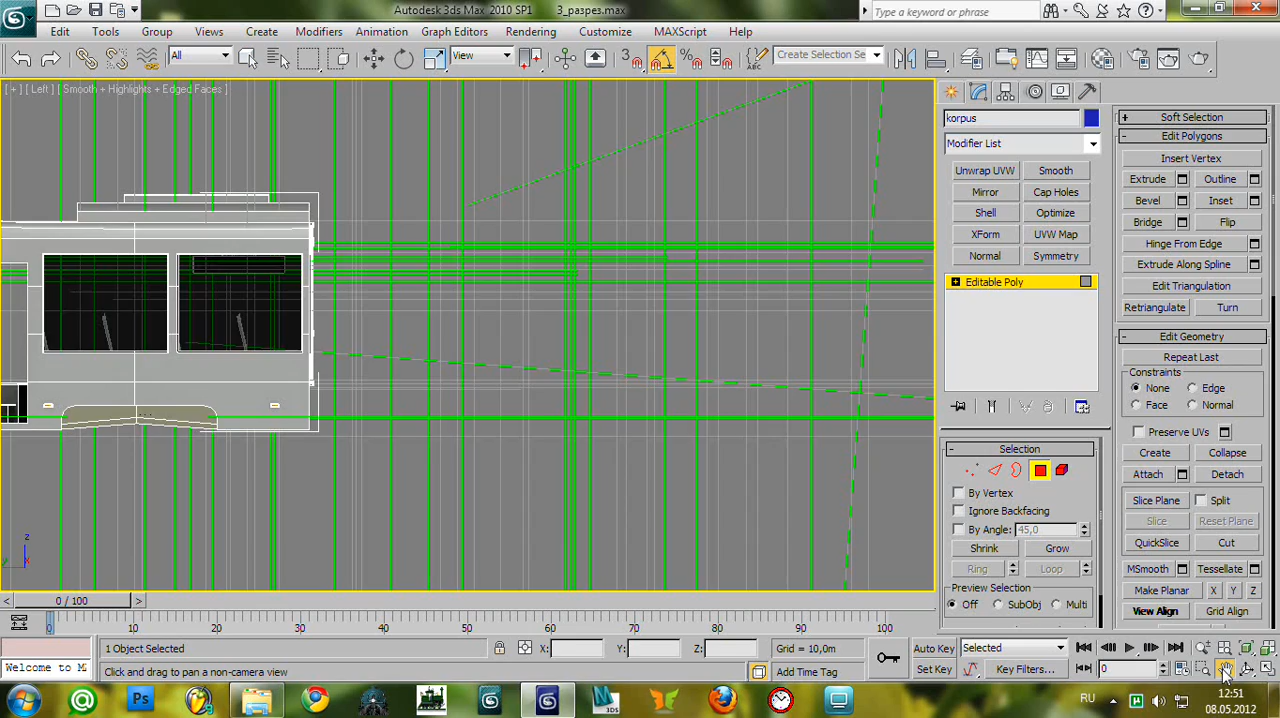 Autodesk 3ds Max 2010 SP1 3_paspes.max
Type a keyword or phrase
Edit Tools Group Views Create Modifiers Animation Graph Editors Rendering Customize MAXScript Help
All View 3 Create Selection Se
[ + ] [ Left ] [ Smooth + Highlights + Edged Faces ]
korpus
Modifier List
Unwrap UVW Smooth
Mirror Cap Holes
Shell Optimize
XForm UVW Map
Normal Symmetry
Editable Poly
Selection
By Vertex
Ignore Backfacing
By Angle: 45,0
Shrink Grow
Ring Loop
Preview Selection
Off SubObj Multi
Soft Selection
Edit Polygons
Insert Vertex
Extrude Outline
Bevel Inset
Bridge Flip
Hinge From Edge
Extrude Along Spline
Edit Triangulation
Retriangulate Turn
Edit Geometry
Repeat Last
Constraints
None Edge
Face Normal
Preserve UVs
Create Collapse
Attach Detach
Slice Plane Split
Slice Reset Plane
QuickSlice Cut
MSmooth Tessellate
Make Planar X Y Z
View Align Grid Align
z
y x
< 0 / 100 >
0 10 20 30 40 50 60 70 80 90 100
1 Object Selected X: Y: Z: Grid = 10,0m Auto Key Selected
Welcome to M Click and drag to pan a non-camera view Add Time Tag Set Key Key Filters... 0
RU 12:51
08.05.2012